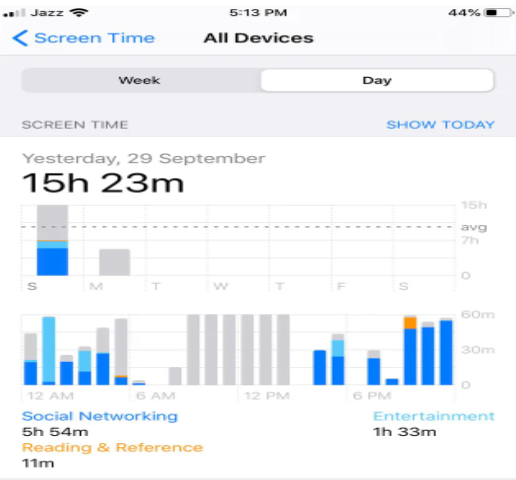 Jazz 5:13 PM 44%
Screen Time All Devices
Week Day
SCREEN TIME SHOW TODAY
Yesterday, 29 September
15h 23m
15h
avg
7h
0
S M T W T F S
60m
30m
0
12 AM 6 AM 12 PM 6 PM
Social Networking Entertainment
5h 54m 1h 33m
Reading & Reference
11m